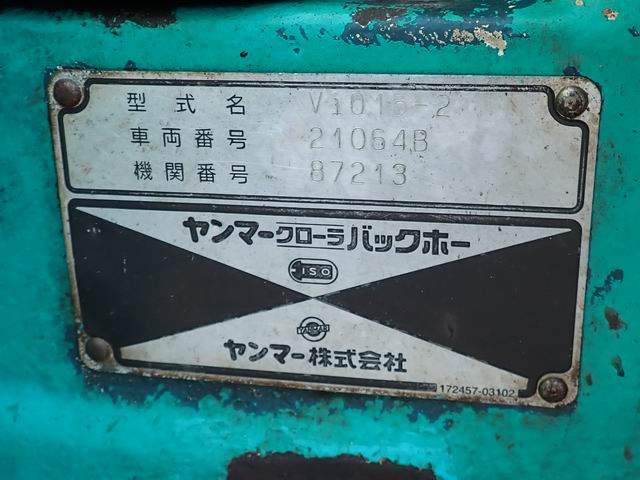 型式名 ViO15-2
車両番号 21064B
機関番号 87213
ヤンマークローラバックホー
ISO
YANMAR
ヤンマー株式会社
172457-03102